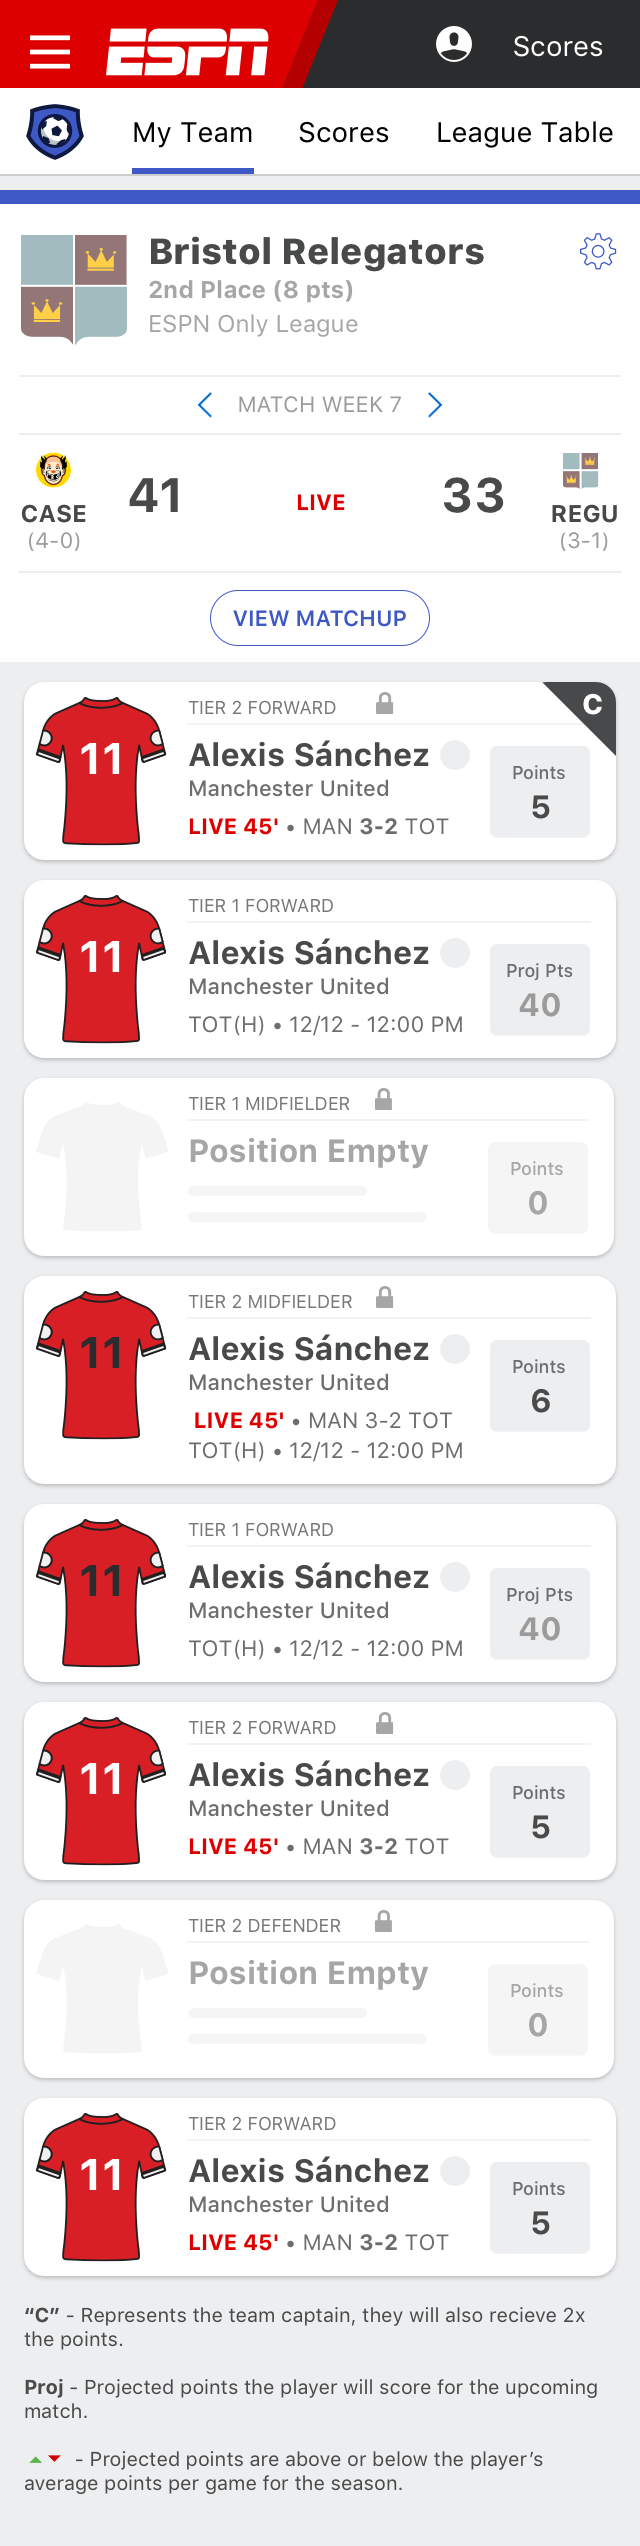 ESPN
Scores
My Team Scores League Table
Bristol Relegators
2nd Place (8 pts)
ESPN Only League
MATCH WEEK 7
CASE
(4-0)
41
LIVE
33
REGU
(3-1)
VIEW MATCHUP
TIER 2 FORWARD
C
11
Alexis Sánchez
Manchester United
LIVE 45' • MAN 3-2 TOT
Points
5
TIER 1 FORWARD
11
Alexis Sánchez
Manchester United
TOT(H) • 12/12 - 12:00 PM
Proj Pts
40
TIER 1 MIDFIELDER
Position Empty
Points
0
TIER 2 MIDFIELDER
11
Alexis Sánchez
Manchester United
LIVE 45' • MAN 3-2 TOT
TOT(H) • 12/12 - 12:00 PM
Points
6
TIER 1 FORWARD
11
Alexis Sánchez
Manchester United
TOT(H) • 12/12 - 12:00 PM
Proj Pts
40
TIER 2 FORWARD
11
Alexis Sánchez
Manchester United
LIVE 45' • MAN 3-2 TOT
Points
5
TIER 2 DEFENDER
Position Empty
Points
0
TIER 2 FORWARD
11
Alexis Sánchez
Manchester United
LIVE 45' • MAN 3-2 TOT
Points
5
“C” - Represents the team captain, they will also recieve 2x
the points.
Proj - Projected points the player will score for the upcoming
match.
- Projected points are above or below the player’s
average points per game for the season.